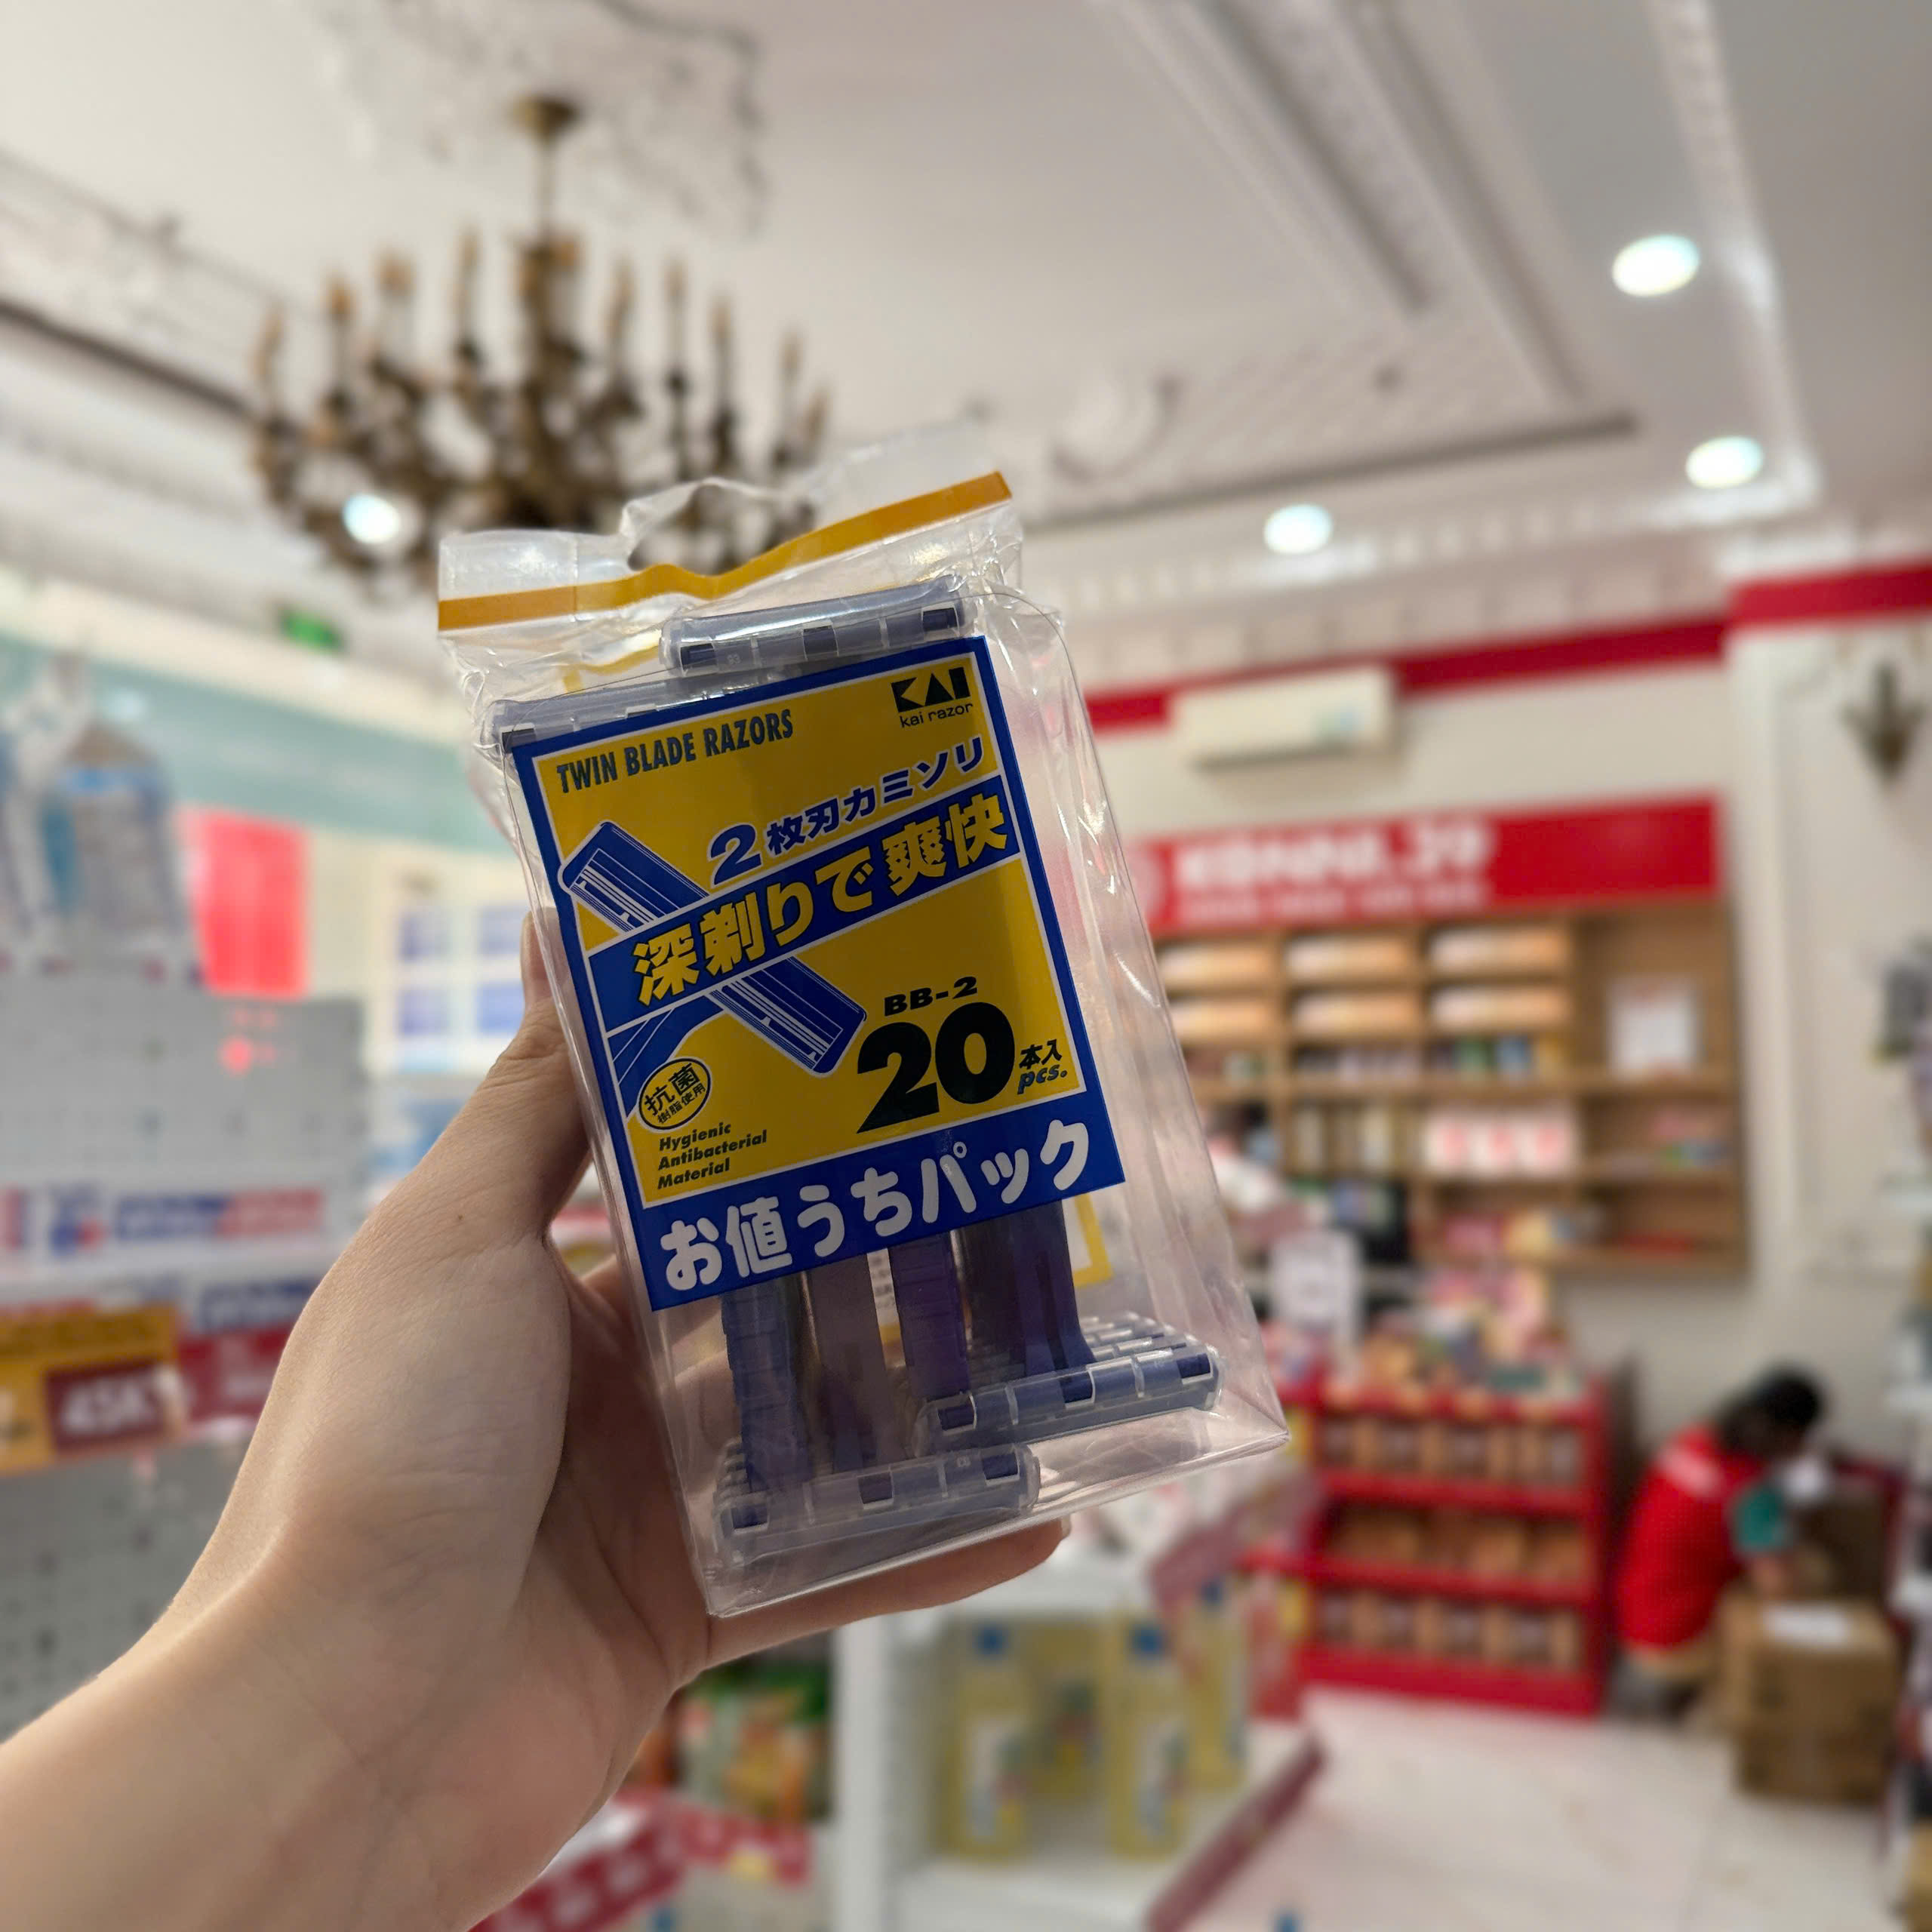 KAI
kai razor
TWIN BLADE RAZORS
2枚刃カミソリ
深剃りで爽快
BB-2
20本入
pcs.
抗菌
樹脂使用
Hygienic
Antibacterial
Material
お値うちパック